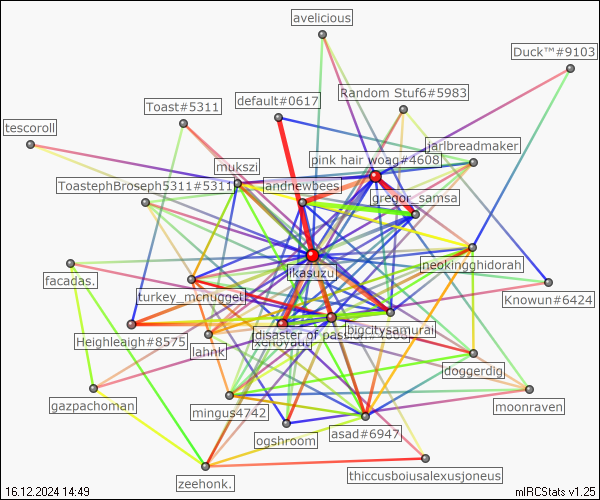 avelicious
Duck™#9103
Random Stuf6#5983
default#0617
Toast#5311
tescoroll
jarlbreadmaker
pink hair woag#4608
mukszi
ToastephBroseph5311#5311
andnewbees
gregor_samsa
neokingghidorah
ikasuzu
facadas.
turkey_mcnugget
Knowun#6424
bigcitysamurai
disaster of passion
Heighleaigh#8575
lahnk
doggerdig
gazpachoman
mingus4742
moonraven
ogshroom
asad#6947
zeehonk.
thiccusboiusalexusjoneus
16.12.2024 14:49
mIRCStats v1.25